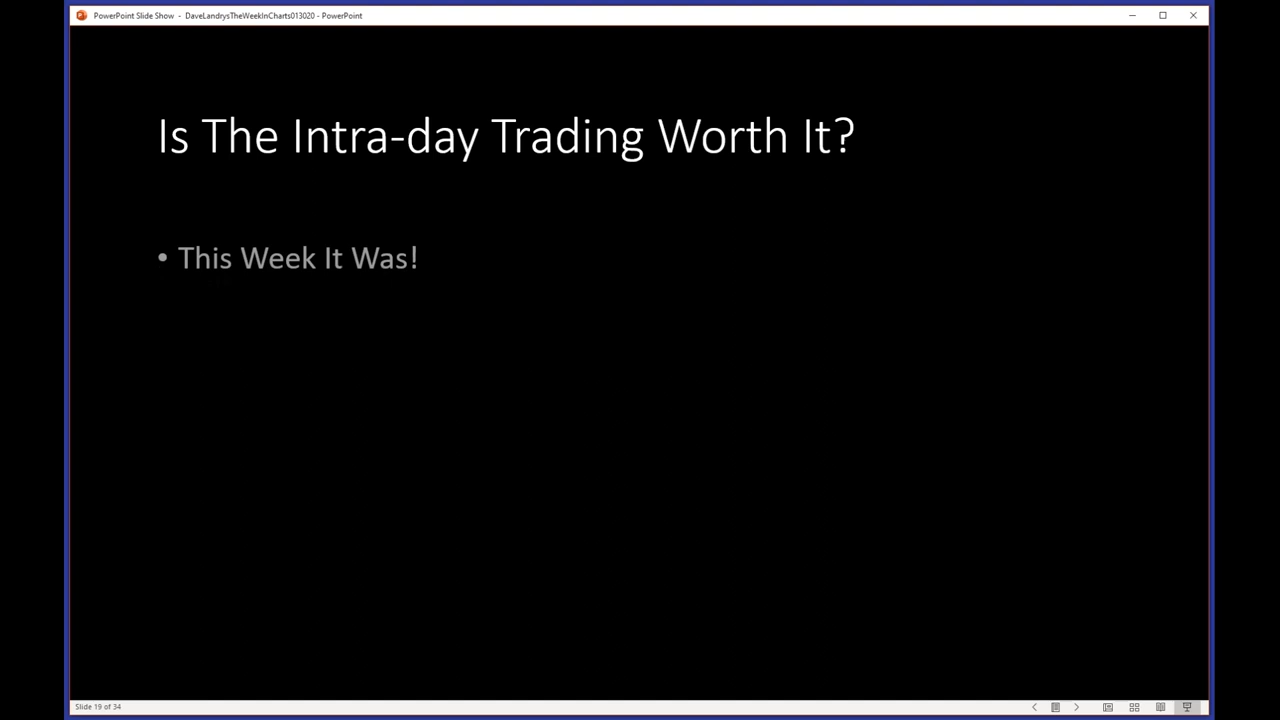 PowerPoint Slide Show - DaveLandrysTheWeekInCharts013020 - PowerPoint
Is The Intra-day Trading Worth It?
• This Week It Was!
Slide 19 of 34